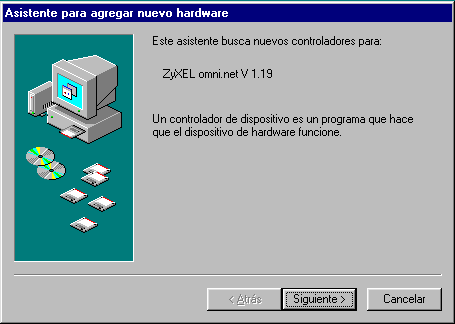 Asistente para agregar nuevo hardware
Este asistente busca nuevos controladores para:
ZyXEL omni.net V 1.19
Un controlador de dispositivo es un programa que hace
que el dispositivo de hardware funcione.
< Atrás
Siguiente >
Cancelar